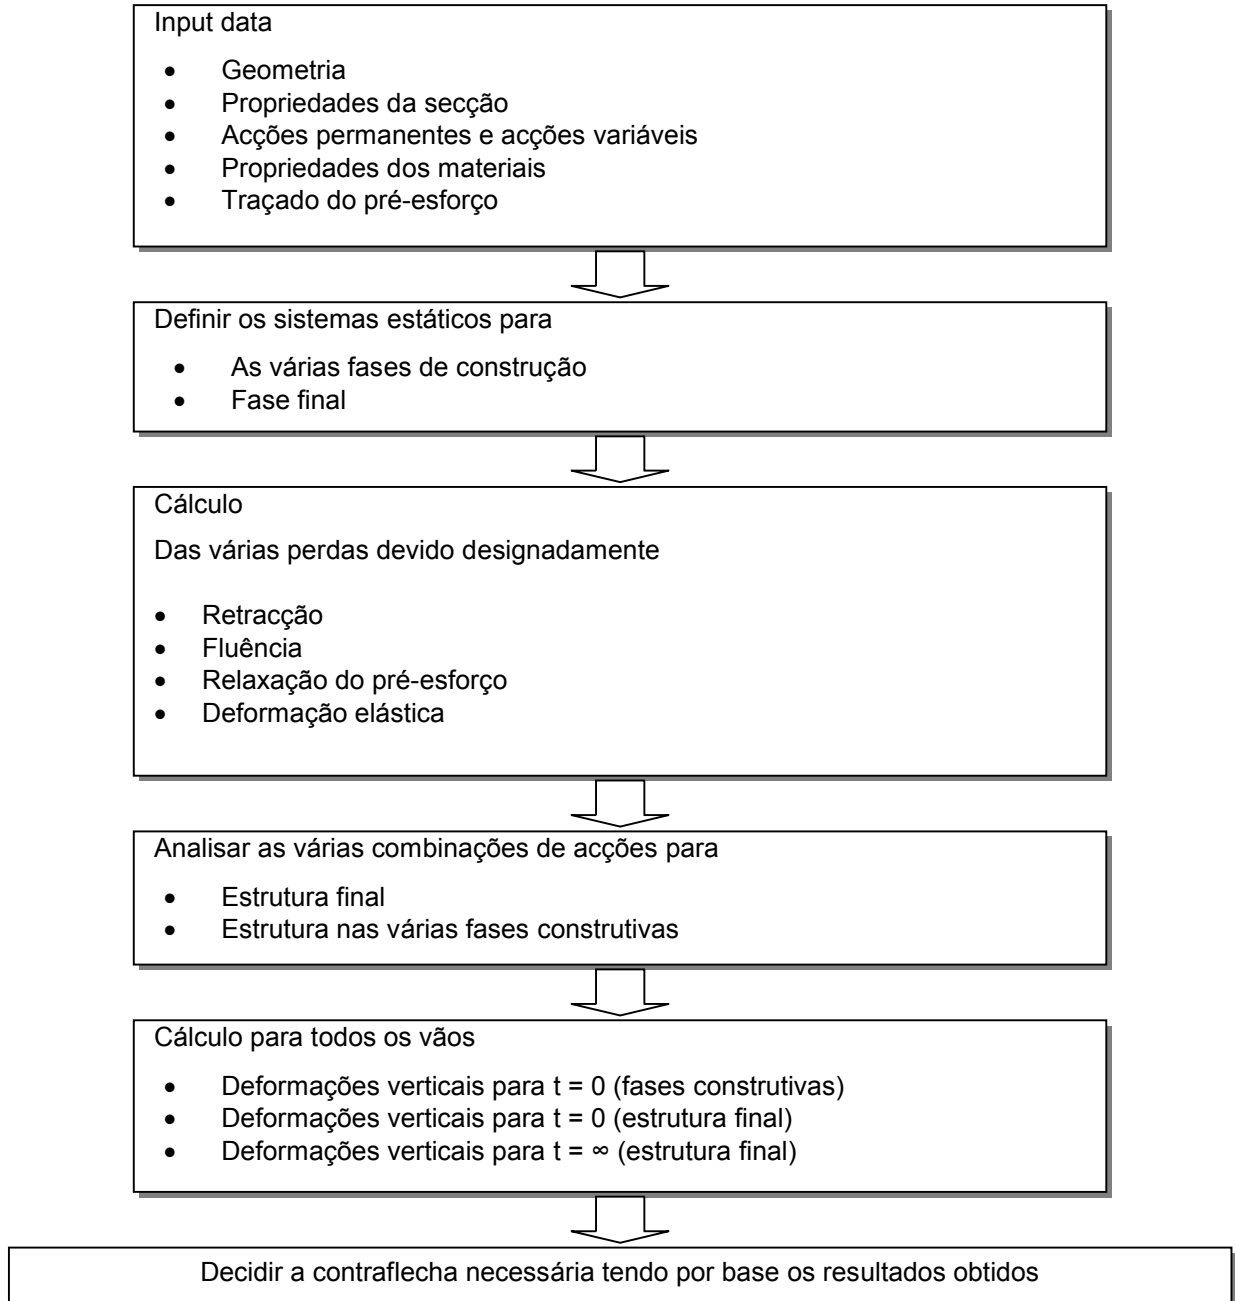 Input data
• Geometria
• Propriedades da secção
• Acções permanentes e acções variáveis
• Propriedades dos materiais
• Traçado do pré-esforço
Definir os sistemas estáticos para
• As várias fases de construção
• Fase final
Cálculo
Das várias perdas devido designadamente
• Retracção
• Fluência
• Relaxação do pré-esforço
• Deformação elástica
Analisar as várias combinações de acções para
• Estrutura final
• Estrutura nas várias fases construtivas
Cálculo para todos os vãos
• Deformações verticais para t = 0 (fases construtivas)
• Deformações verticais para t = 0 (estrutura final)
• Deformações verticais para t = ∞ (estrutura final)
Decidir a contraflecha necessária tendo por base os resultados obtidos